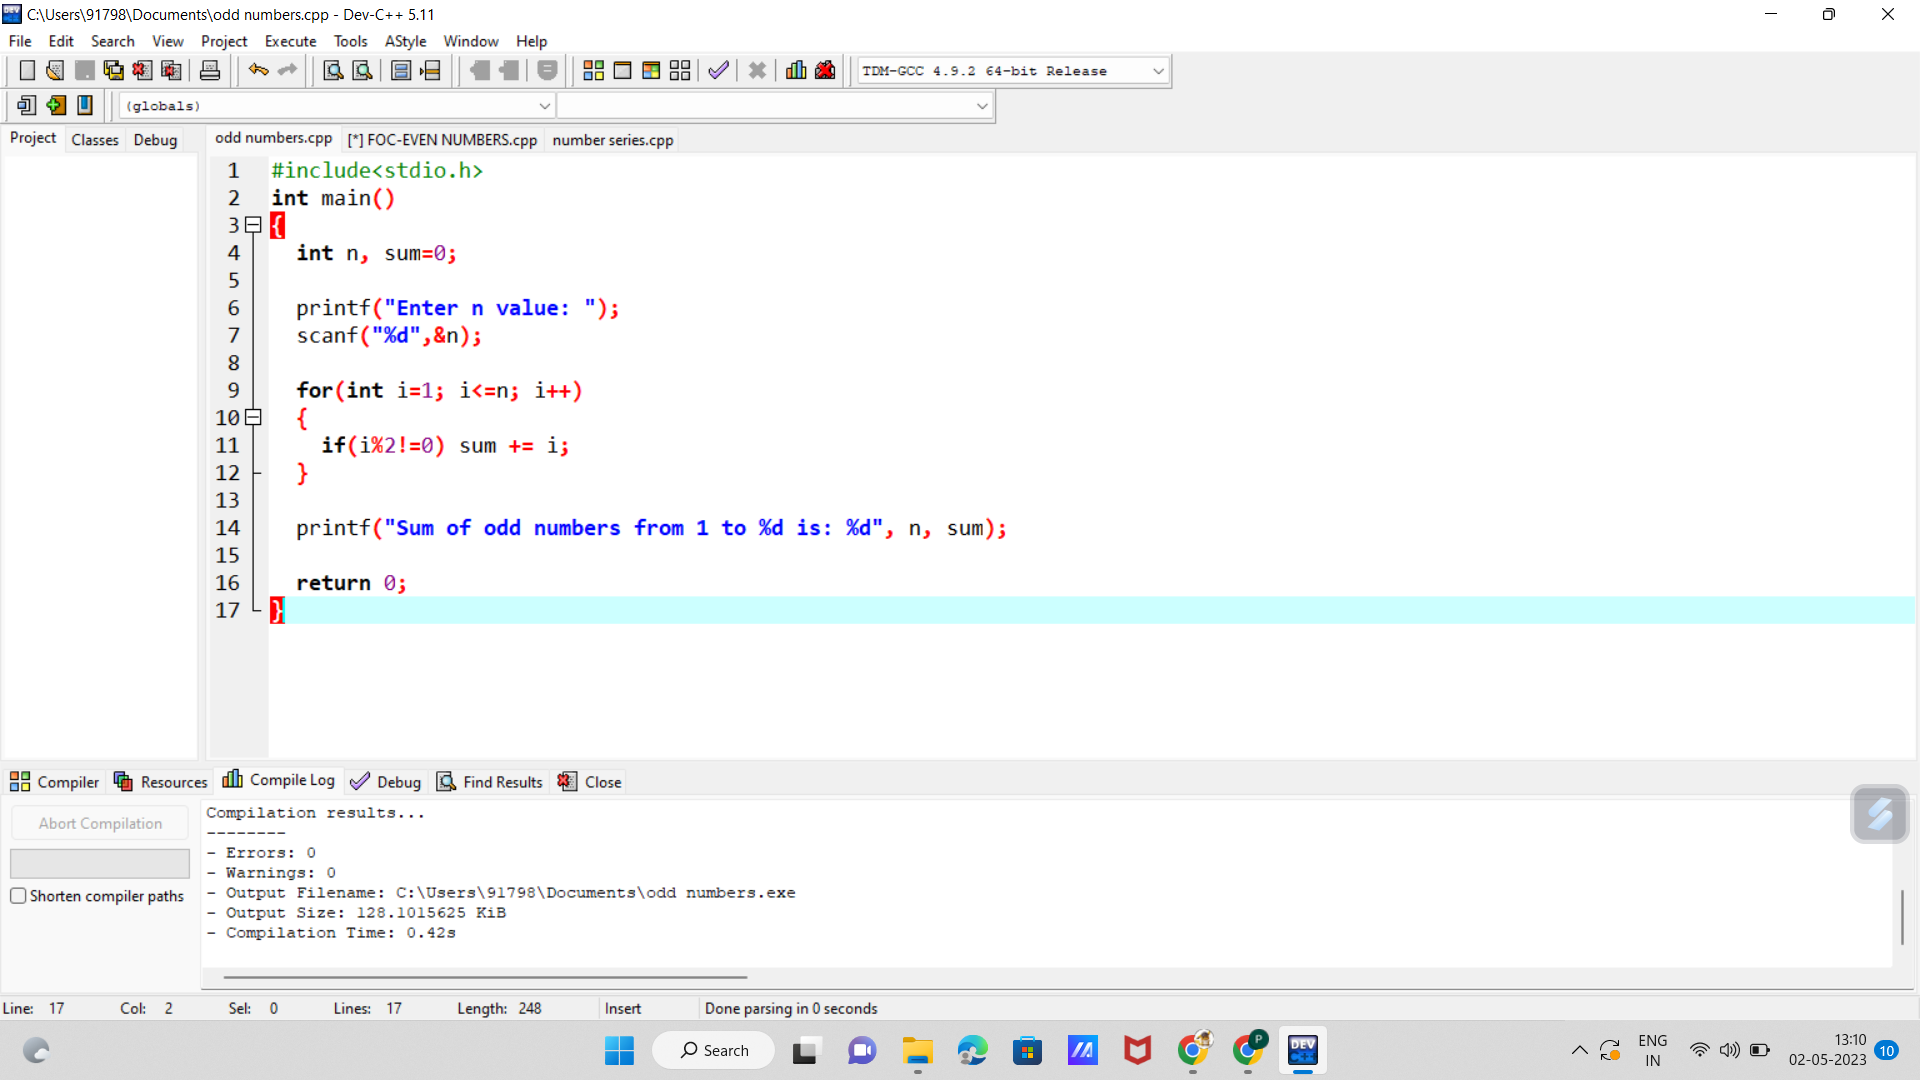 C:\Users\91798\Documents\odd numbers.cpp - Dev-C++ 5.11
File Edit Search View Project Execute Tools AStyle Window Help
TDM-GCC 4.9.2 64-bit Release
(globals)
Project Classes Debug
odd numbers.cpp [*] FOC-EVEN NUMBERS.cpp number series.cpp
1 #include<stdio.h>
2 int main()
3 {
4 int n, sum=0;
5
6 printf("Enter n value: ");
7 scanf("%d",&n);
8
9 for(int i=1; i<=n; i++)
10 {
11 if(i%2!=0) sum += i;
12 }
13
14 printf("Sum of odd numbers from 1 to %d is: %d", n, sum);
15
16 return 0;
17 }
Compiler Resources Compile Log Debug Find Results Close
Abort Compilation
Shorten compiler paths
Compilation results...
--------
- Errors: 0
- Warnings: 0
- Output Filename: C:\Users\91798\Documents\odd numbers.exe
- Output Size: 128.1015625 KiB
- Compilation Time: 0.42s
Line: 17 Col: 2 Sel: 0 Lines: 17 Length: 248 Insert Done parsing in 0 seconds
Search
P
DEV
C++
ENG
IN
13:10
02-05-2023
10